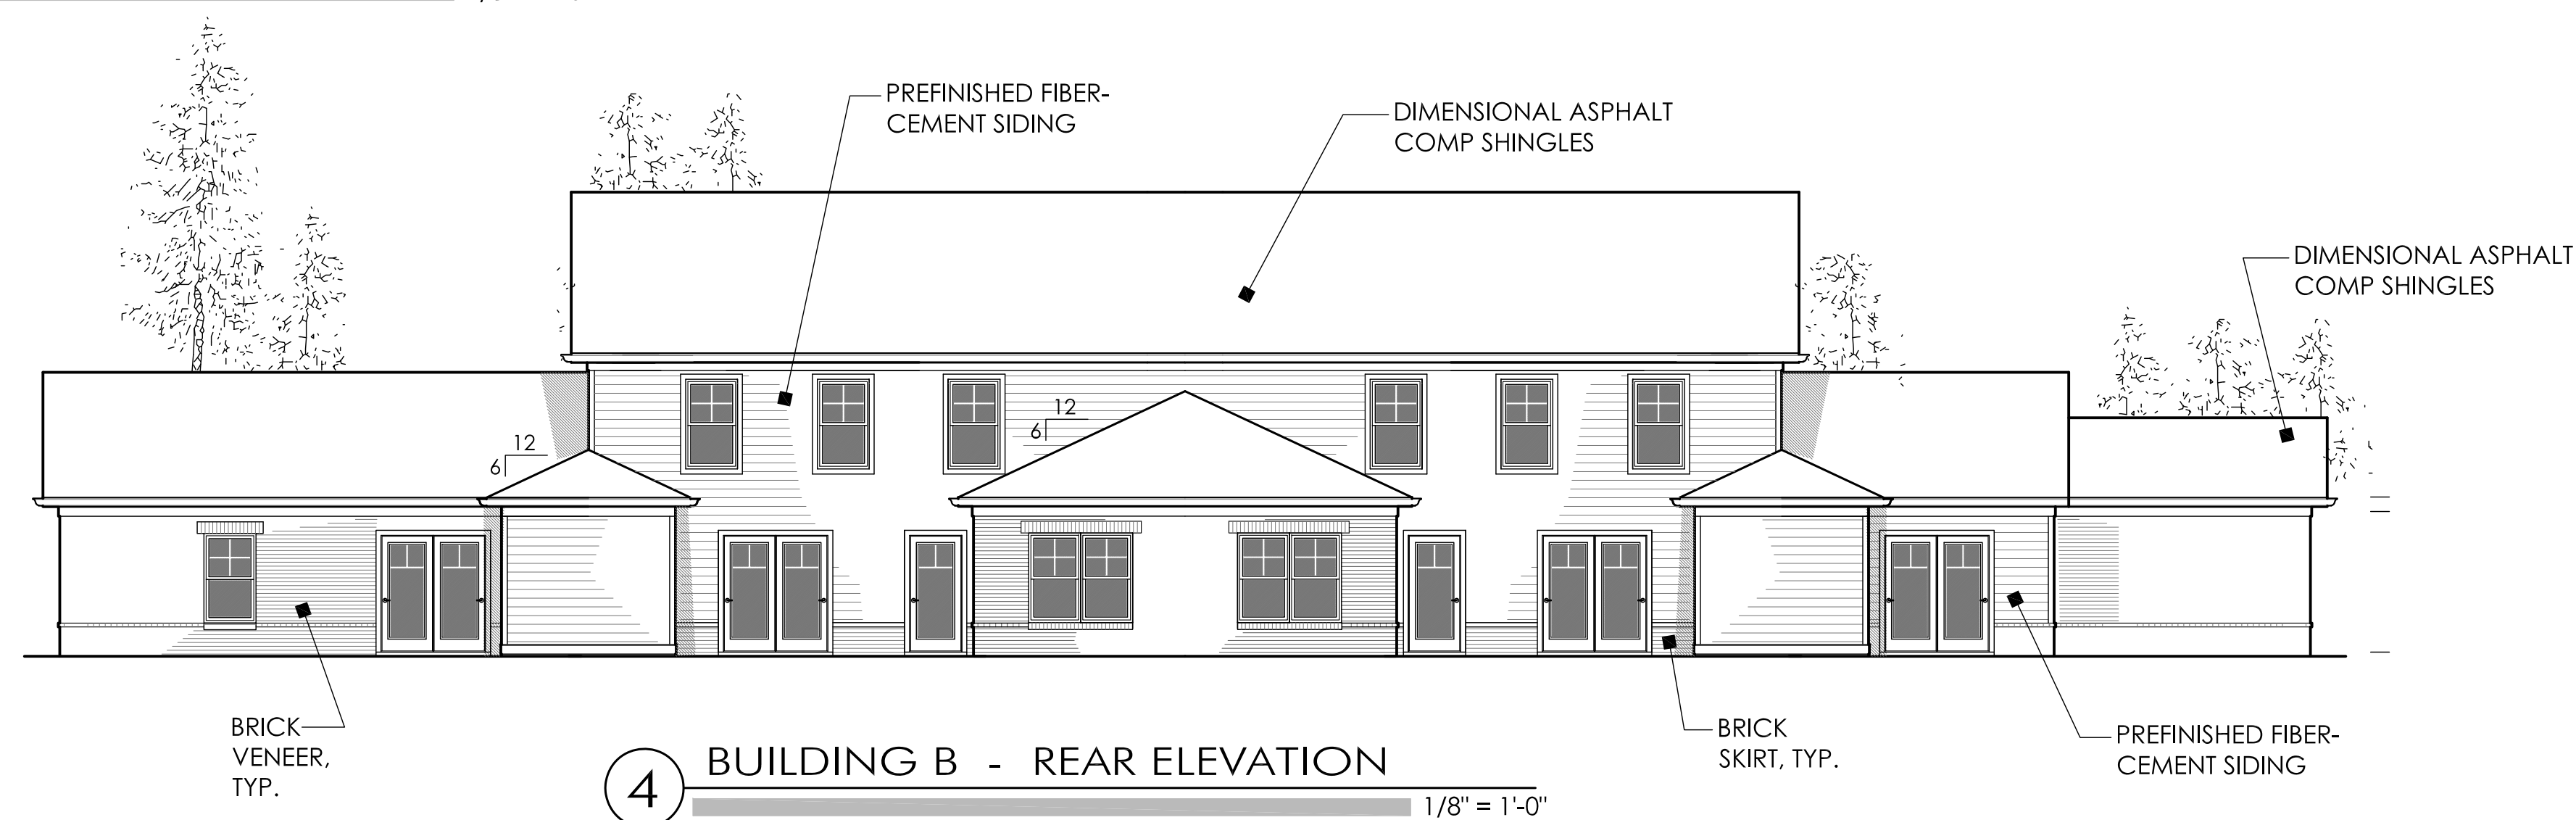 PREFINISHED FIBER-
CEMENT SIDING
DIMENSIONAL ASPHALT
COMP SHINGLES
DIMENSIONAL ASPHALT
COMP SHINGLES
12
6
12
6
BRICK
VENEER,
TYP.
BRICK
SKIRT, TYP.
PREFINISHED FIBER-
CEMENT SIDING
4
BUILDING B - REAR ELEVATION
1/8" = 1'-0"